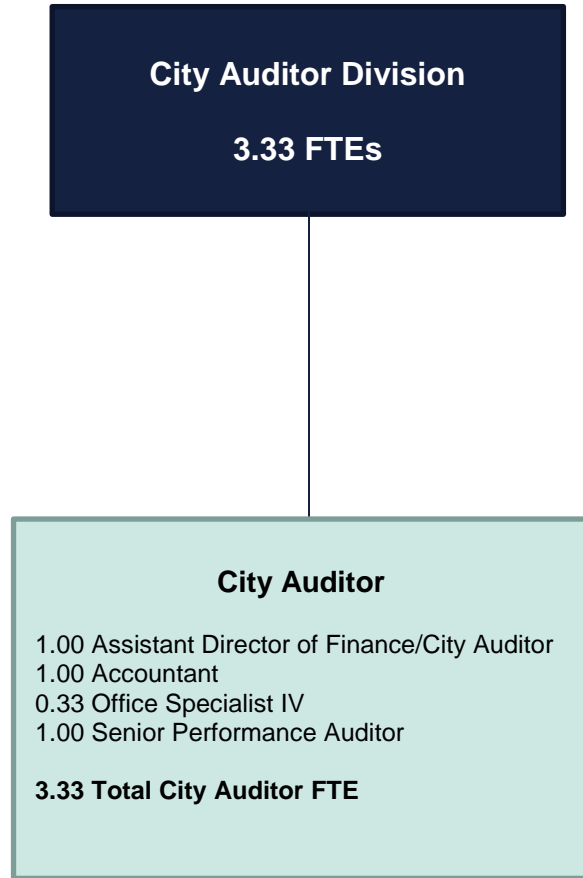 City Auditor Division
3.33 FTEs
City Auditor
1.00 Assistant Director of Finance/City Auditor
1.00 Accountant
0.33 Office Specialist IV
1.00 Senior Performance Auditor
3.33 Total City Auditor FTE